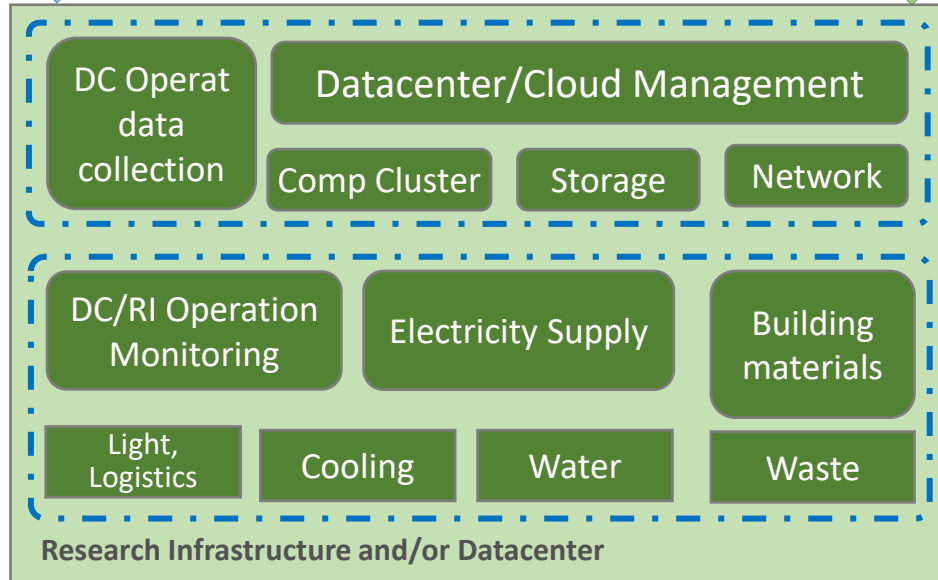 DC Operat
data
collection
Datacenter/Cloud Management
Comp Cluster
Storage
Network
DC/RI Operation
Monitoring
Electricity Supply
Building
materials
Light,
Logistics
Cooling
Water
Waste
Research Infrastructure and/or Datacenter